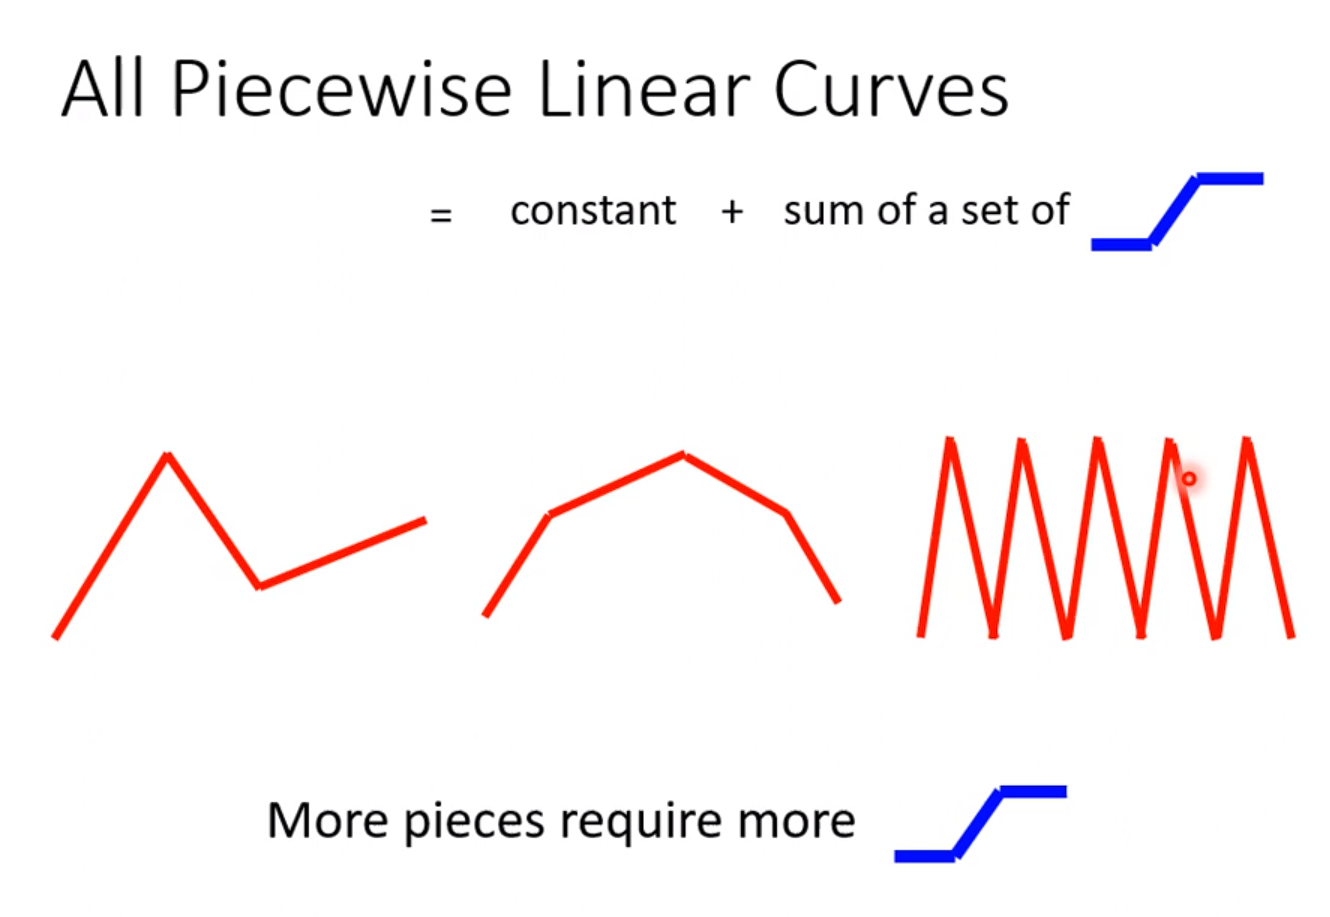 All Piecewise Linear Curves
= constant + sum of a set of
More pieces require more